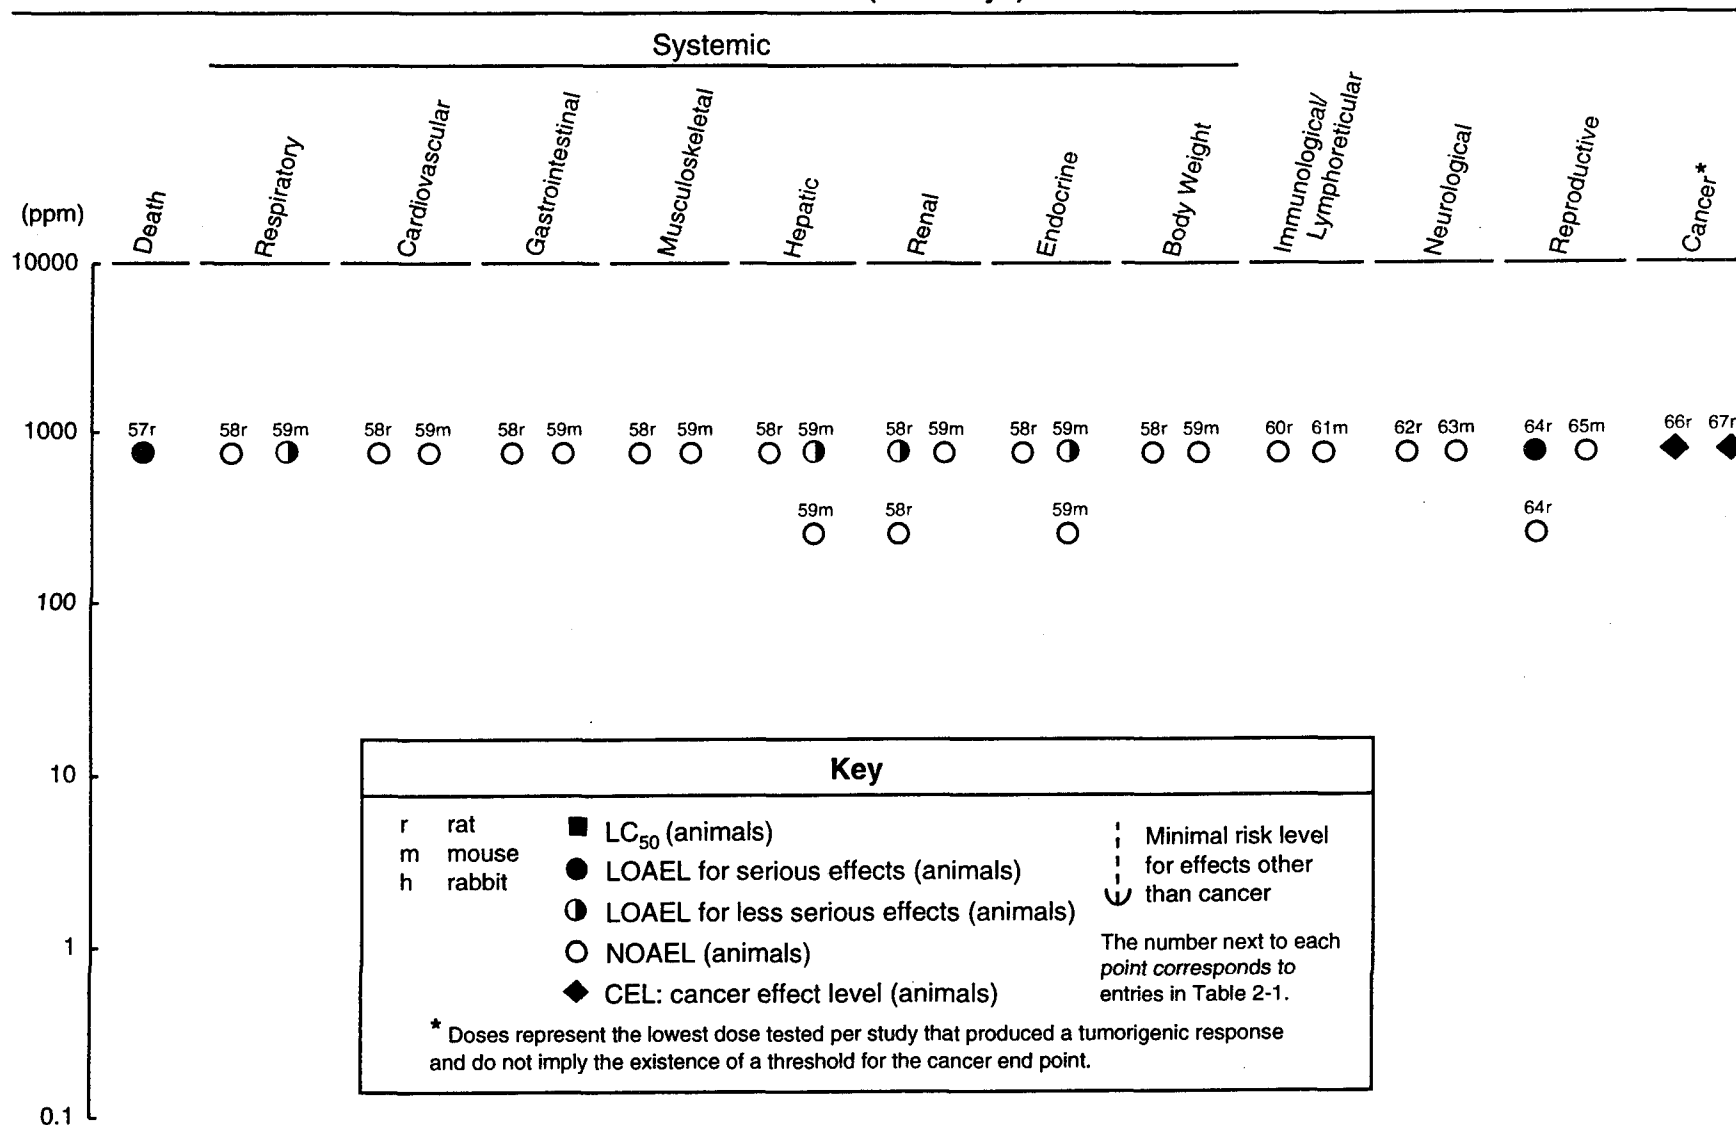 Systemic
(ppm)
Death
Respiratory
Cardiovascular
Gastrointestinal
Musculoskeletal
Hepatic
Renal
Endocrine
Body Weight
Immunological/
Lymphoreticular
Neurological
Reproductive
Cancer*
10000
1000
57r 58r 59m 58r 59m 58r 59m 58r 59m 58r 59m 58r 59m 58r 59m 58r 59m 60r 61m 62r 63m 64r 65m 66r 67r
59m 58r 59m 64r
100
10
1
0.1
Key
r rat
m mouse
h rabbit
LC50 (animals)
LOAEL for serious effects (animals)
LOAEL for less serious effects (animals)
NOAEL (animals)
CEL: cancer effect level (animals)
Minimal risk level
for effects other
than cancer
The number next to each
point corresponds to
entries in Table 2-1.
* Doses represent the lowest dose tested per study that produced a tumorigenic response
and do not imply the existence of a threshold for the cancer end point.